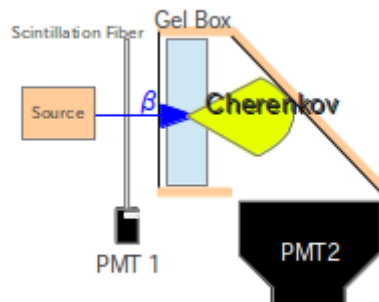 Gel Box
Scintillation Fiber
β
Cherenkov
Source
PMT 1
PMT2